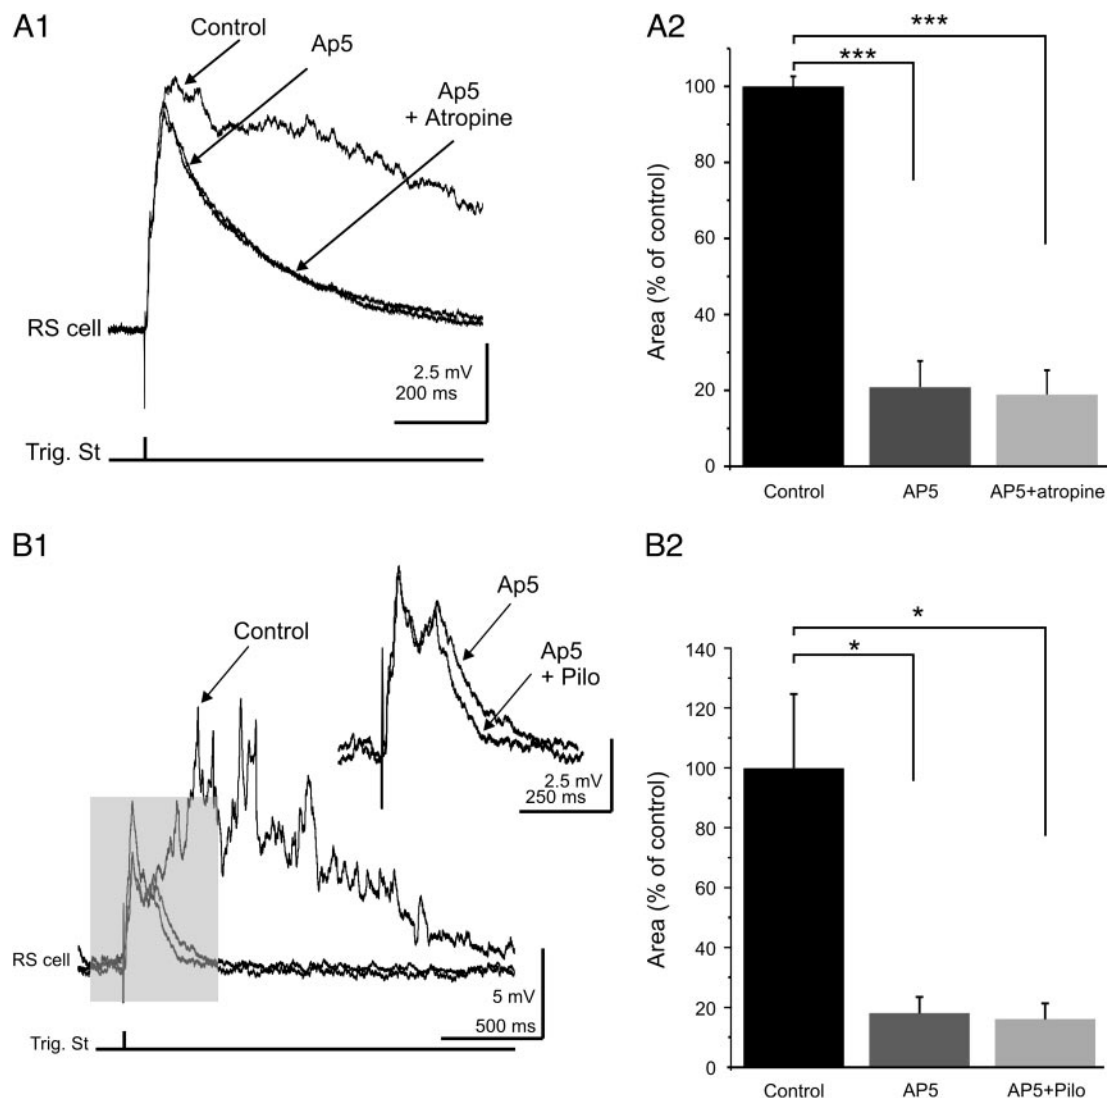 A1
Control
Ap5
Ap5
+ Atropine
RS cell
2.5 mV
200 ms
Trig. St
A2
***
***
100
80
60
40
20
0
Area (% of control)
Control
AP5
AP5+atropine
B1
Control
Ap5
Ap5
+ Pilo
2.5 mV
250 ms
RS cell
5 mV
500 ms
Trig. St
B2
*
*
140
120
100
80
60
40
20
0
Area (% of control)
Control
AP5
AP5+Pilo